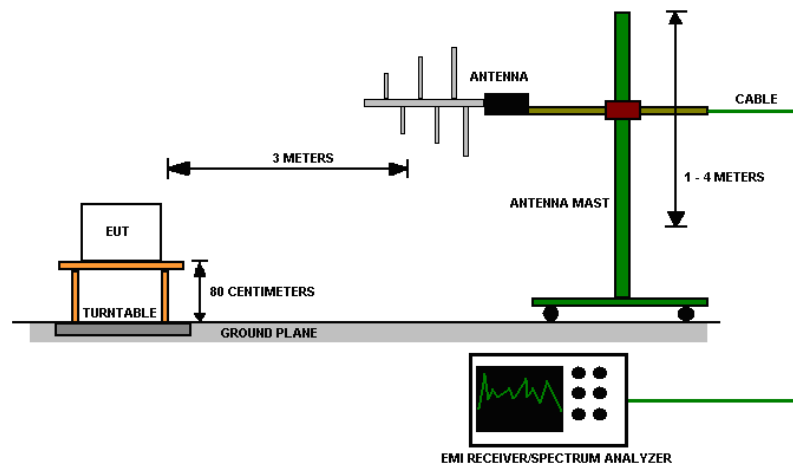 ANTENNA
CABLE
3 METERS
1 - 4 METERS
ANTENNA MAST
EUT
80 CENTIMETERS
TURNTABLE
GROUND PLANE
EMI RECEIVER/SPECTRUM ANALYZER